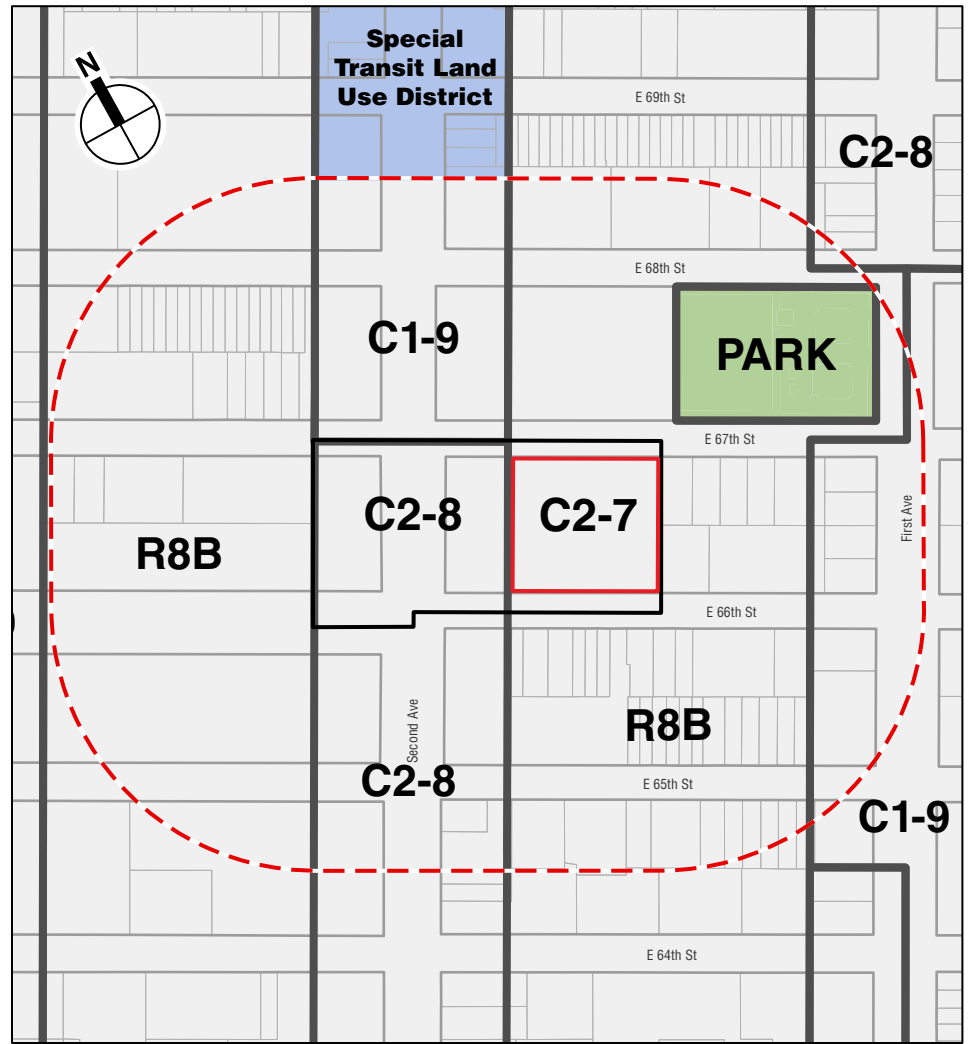 Special
Transit Land
Use District
N
E 69th St
C2-8
E 68th St
C1-9
PARK
E 67th St
C2-8
C2-7
First Ave
R8B
E 66th St
Second Ave
R8B
C2-8
E 65th St
C1-9
E 64th St